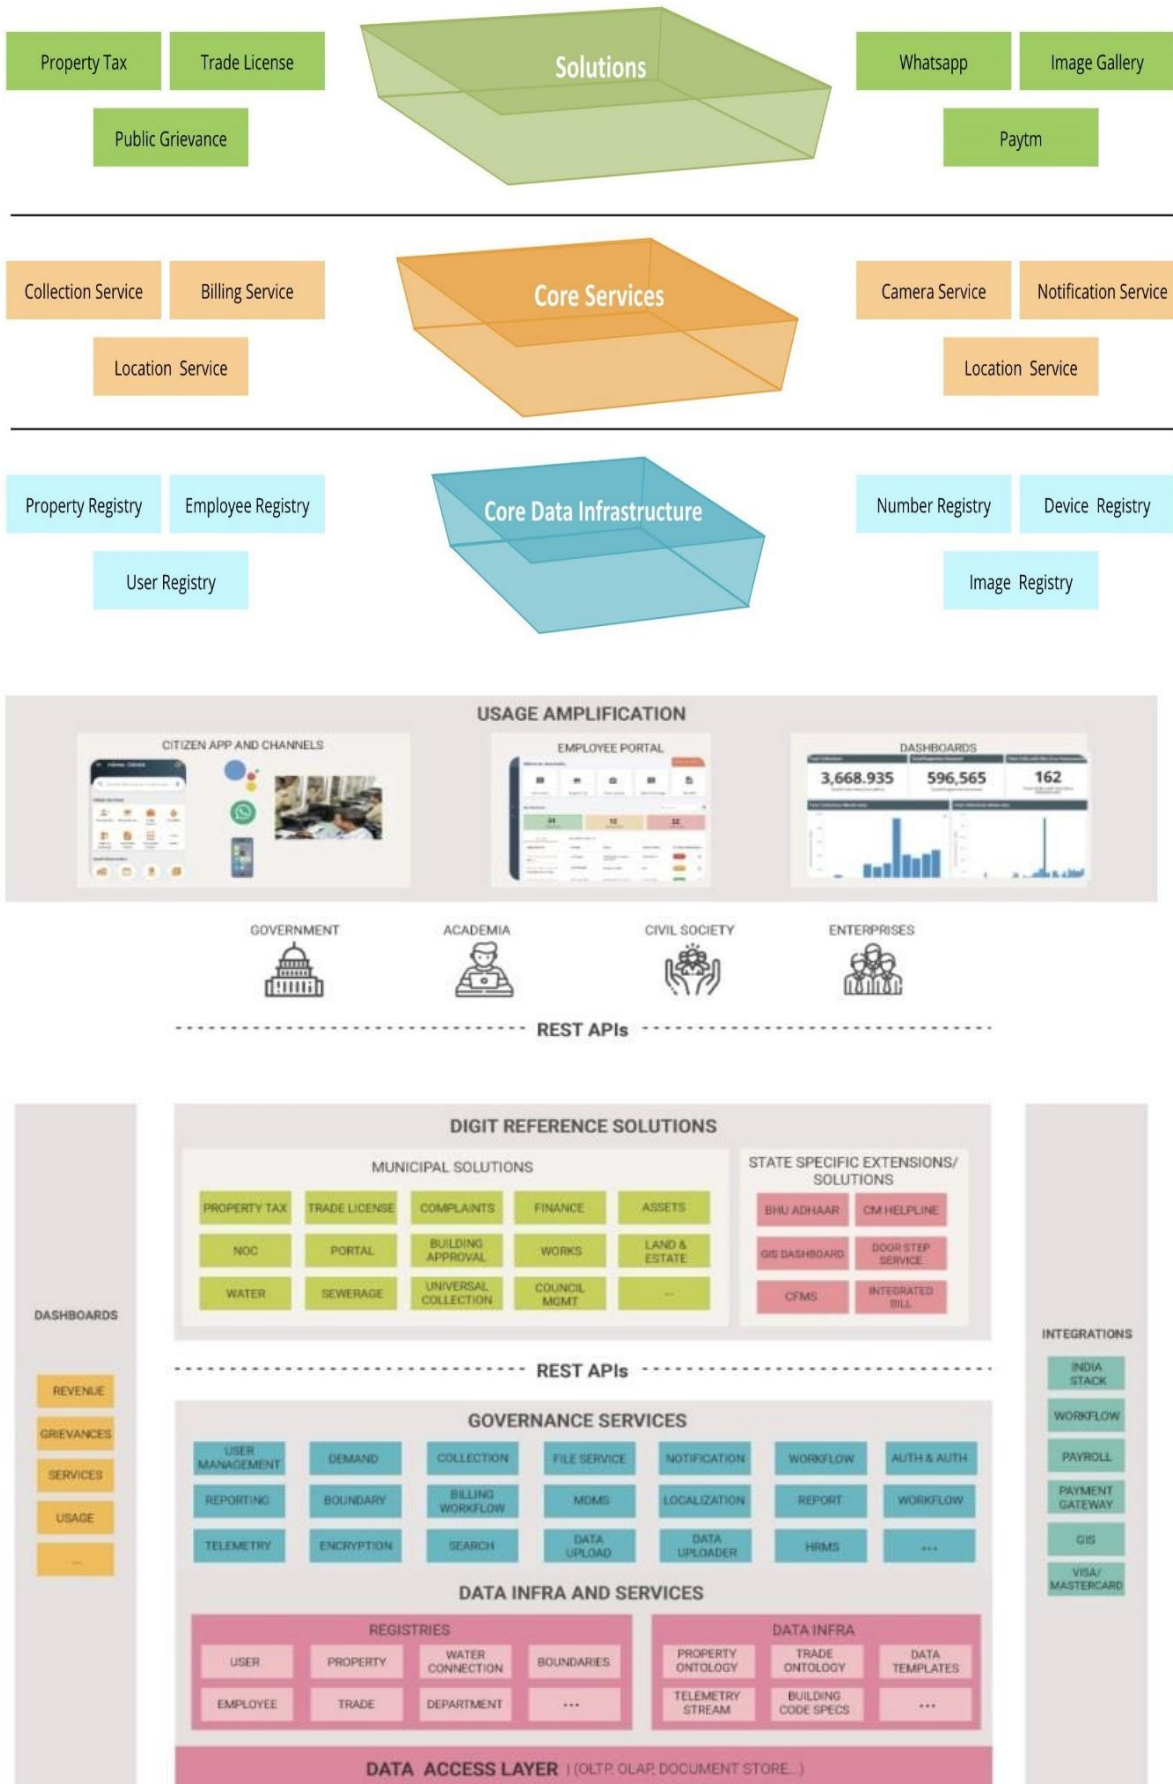 Property Tax
Trade License
Public Grievance
Solutions
Whatsapp
Image Gallery
Paytm
Collection Service
Billing Service
Location Service
Core Services
Camera Service
Notification Service
Location Service
Property Registry
Employee Registry
User Registry
Core Data Infrastructure
Number Registry
Device Registry
Image Registry
USAGE AMPLIFICATION
CITIZEN APP AND CHANNELS
EMPLOYEE PORTAL
DASHBOARDS
3,668.935
596,565
162
GOVERNMENT
ACADEMIA
CIVIL SOCIETY
ENTERPRISES
REST APIs
DIGIT REFERENCE SOLUTIONS
MUNICIPAL SOLUTIONS
PROPERTY TAX
TRADE LICENSE
COMPLAINTS
FINANCE
ASSETS
NOC
PORTAL
BUILDING
APPROVAL
WORKS
LAND &
ESTATE
WATER
SEWERAGE
UNIVERSAL
COLLECTION
COUNCIL
MGMT
...
STATE SPECIFIC EXTENSIONS/
SOLUTIONS
BHU ADHAAR
CM HELPLINE
GIS DASHBOARD
DOOR STEP
SERVICE
CFMS
INTEGRATED
BILL
DASHBOARDS
REVENUE
GRIEVANCES
SERVICES
USAGE
...
INTEGRATIONS
INDIA
STACK
WORKFLOW
PAYROLL
PAYMENT
GATEWAY
GIS
VISA/
MASTERCARD
REST APIs
GOVERNANCE SERVICES
USER
MANAGEMENT
DEMAND
COLLECTION
FILE SERVICE
NOTIFICATION
WORKFLOW
AUTH & AUTH
REPORTING
BOUNDARY
BILLING
WORKFLOW
MDMS
LOCALIZATION
REPORT
WORKFLOW
TELEMETRY
ENCRYPTION
SEARCH
DATA
UPLOAD
DATA
UPLOADER
HRMS
...
DATA INFRA AND SERVICES
REGISTRIES
USER
PROPERTY
WATER
CONNECTION
BOUNDARIES
EMPLOYEE
TRADE
DEPARTMENT
...
DATA INFRA
PROPERTY
ONTOLOGY
TRADE
ONTOLOGY
DATA
TEMPLATES
TELEMETRY
STREAM
BUILDING
CODE SPECS
...
DATA ACCESS LAYER | (OLTP, OLAP, DOCUMENT STORE...)